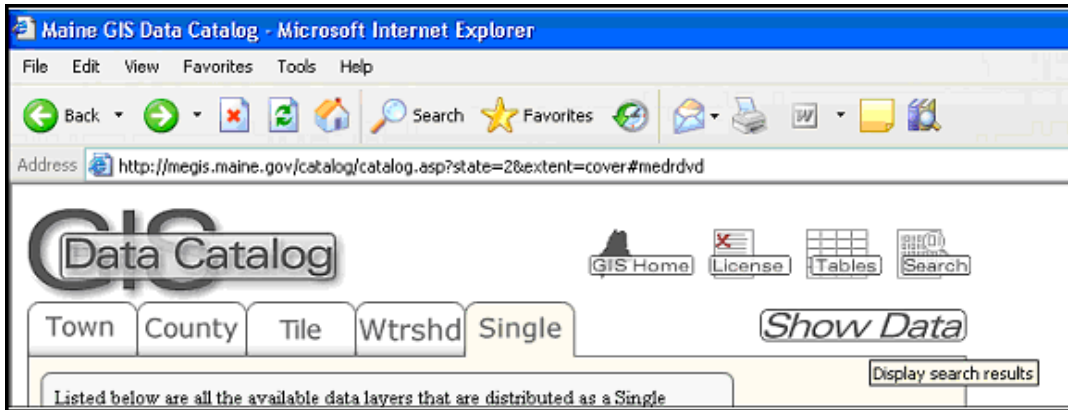 Maine GIS Data Catalog - Microsoft Internet Explorer
File Edit View Favorites Tools Help
Back Search Favorites W
Address http://megis.maine.gov/catalog/catalog.asp?state=2&extent=cover#medrdvd
GIS
Data Catalog
GIS Home License Tables Search
Town County Tile Wtrshd Single Show Data
Display search results
Listed below are all the available data layers that are distributed as a Single